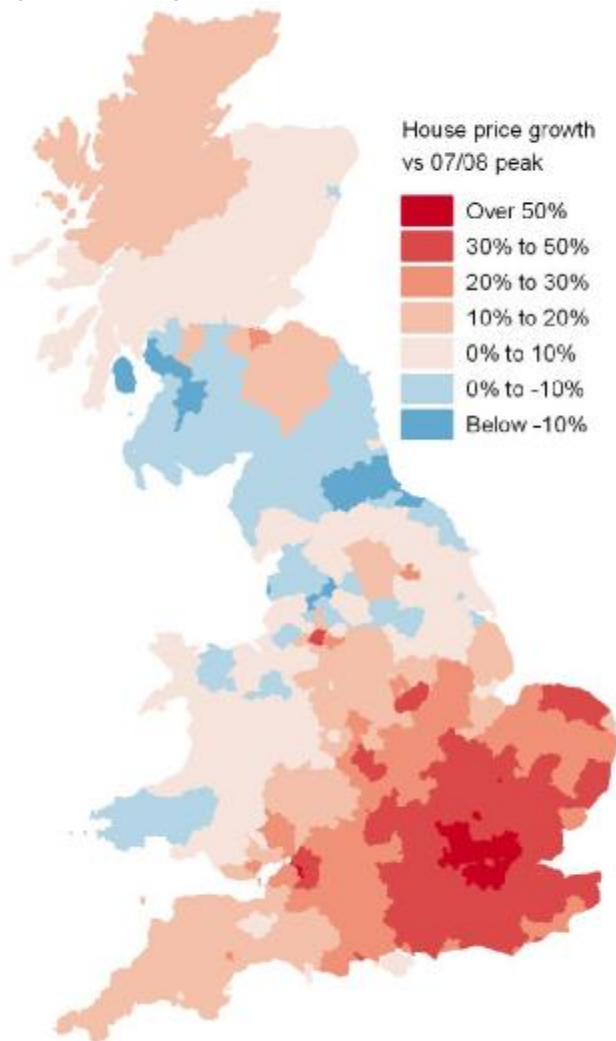 House price growth
vs 07/08 peak
Over 50%
30% to 50%
20% to 30%
10% to 20%
0% to 10%
0% to -10%
Below -10%